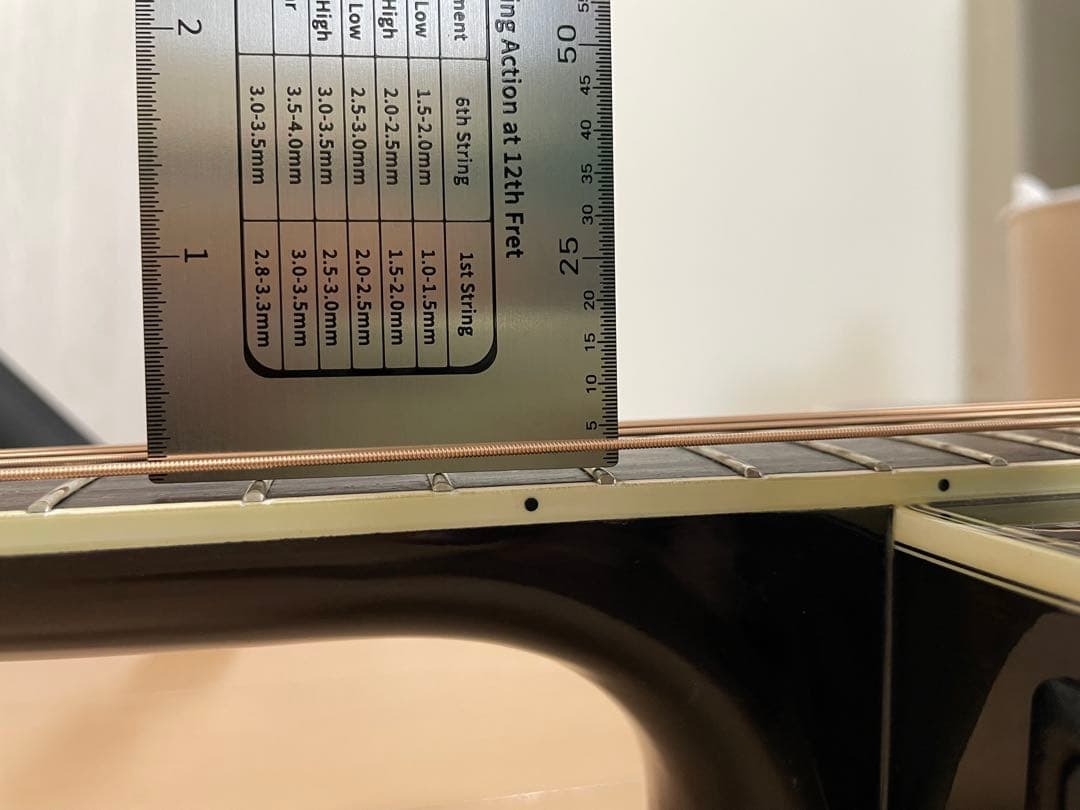 50 45 40 35 30 25 20 15 10 5
ing Action at 12th Fret
ment 6th String 1st String
Low 1.5-2.0mm 1.0-1.5mm
High 2.0-2.5mm 1.5-2.0mm
Low 2.5-3.0mm 2.0-2.5mm
High 3.0-3.5mm 2.5-3.0mm
r 3.5-4.0mm 3.0-3.5mm
3.0-3.5mm 2.8-3.3mm
2 1